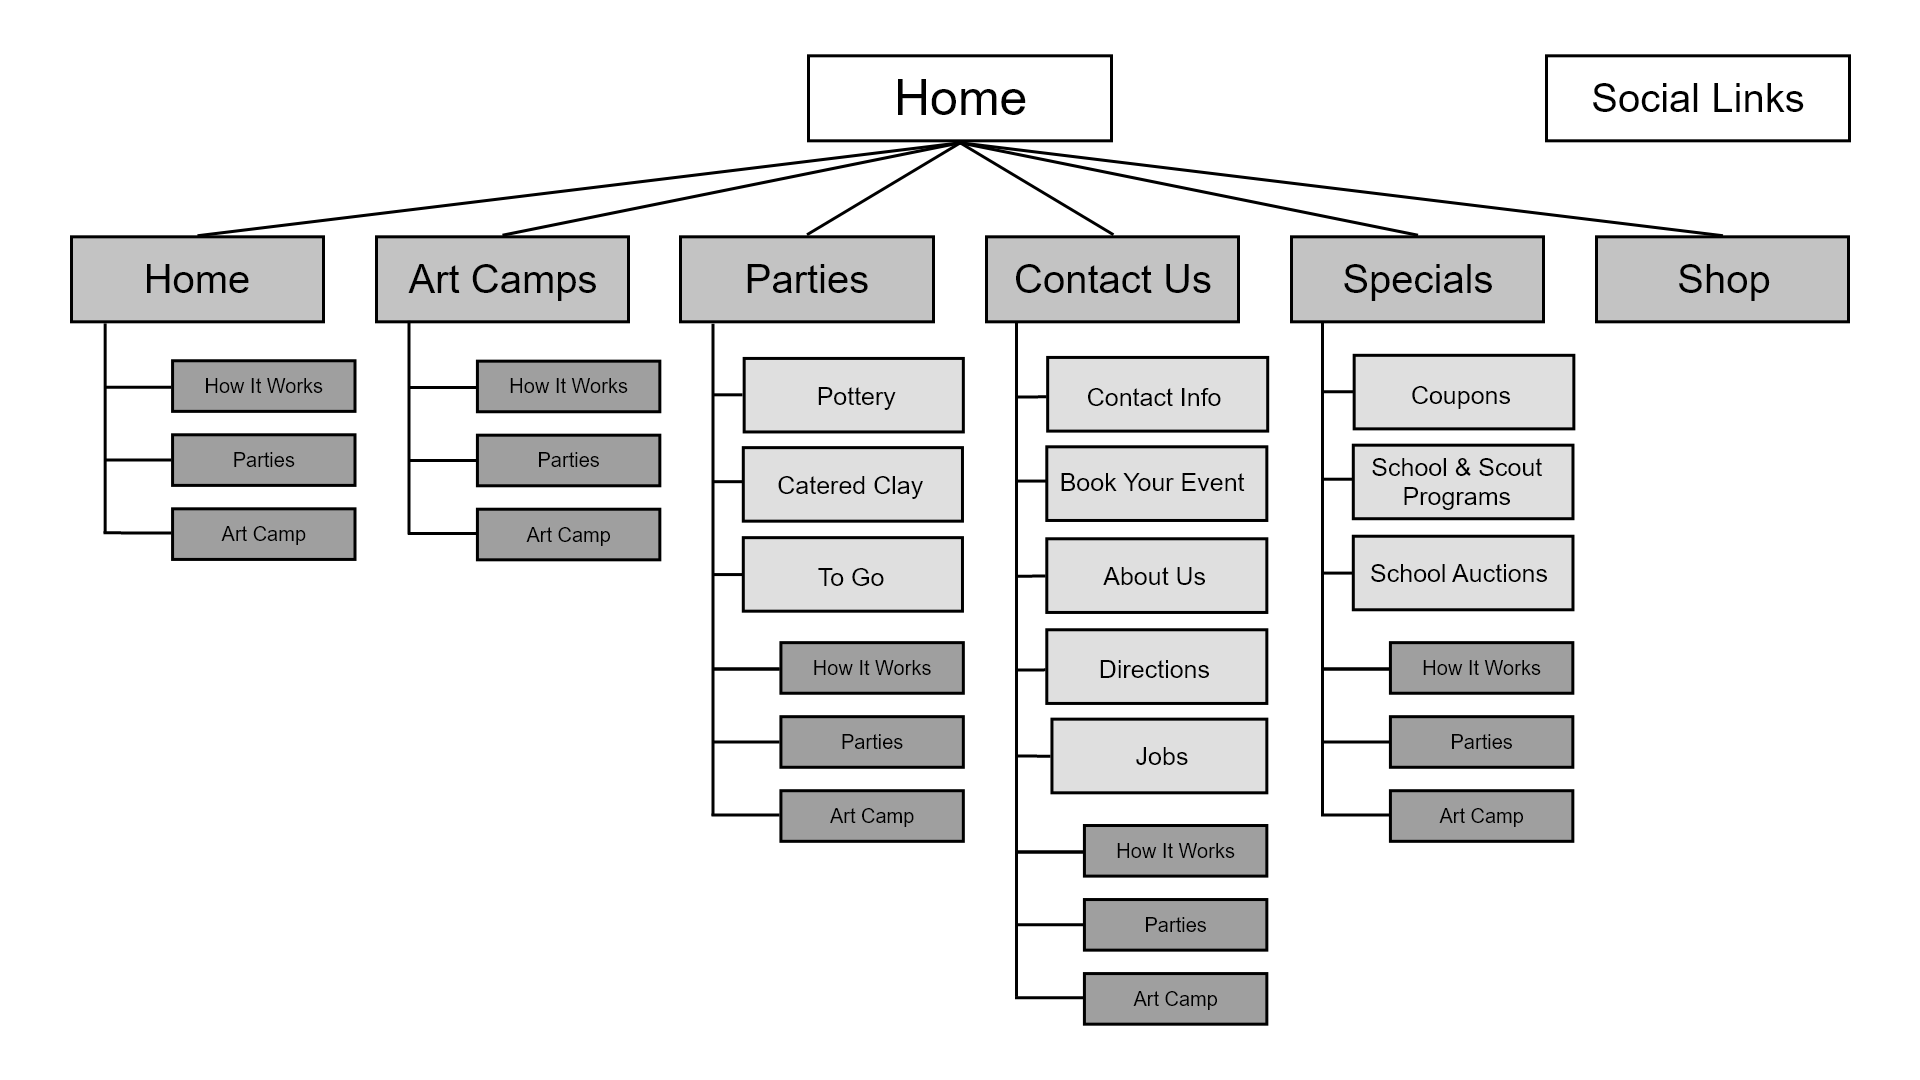 Home
Social Links
Home
Art Camps
Parties
Contact Us
Specials
Shop
How It Works
Parties
Art Camp
How It Works
Parties
Art Camp
Pottery
Catered Clay
To Go
How It Works
Parties
Art Camp
Contact Info
Book Your Event
About Us
Directions
Jobs
How It Works
Parties
Art Camp
Coupons
School & Scout
Programs
School Auctions
How It Works
Parties
Art Camp